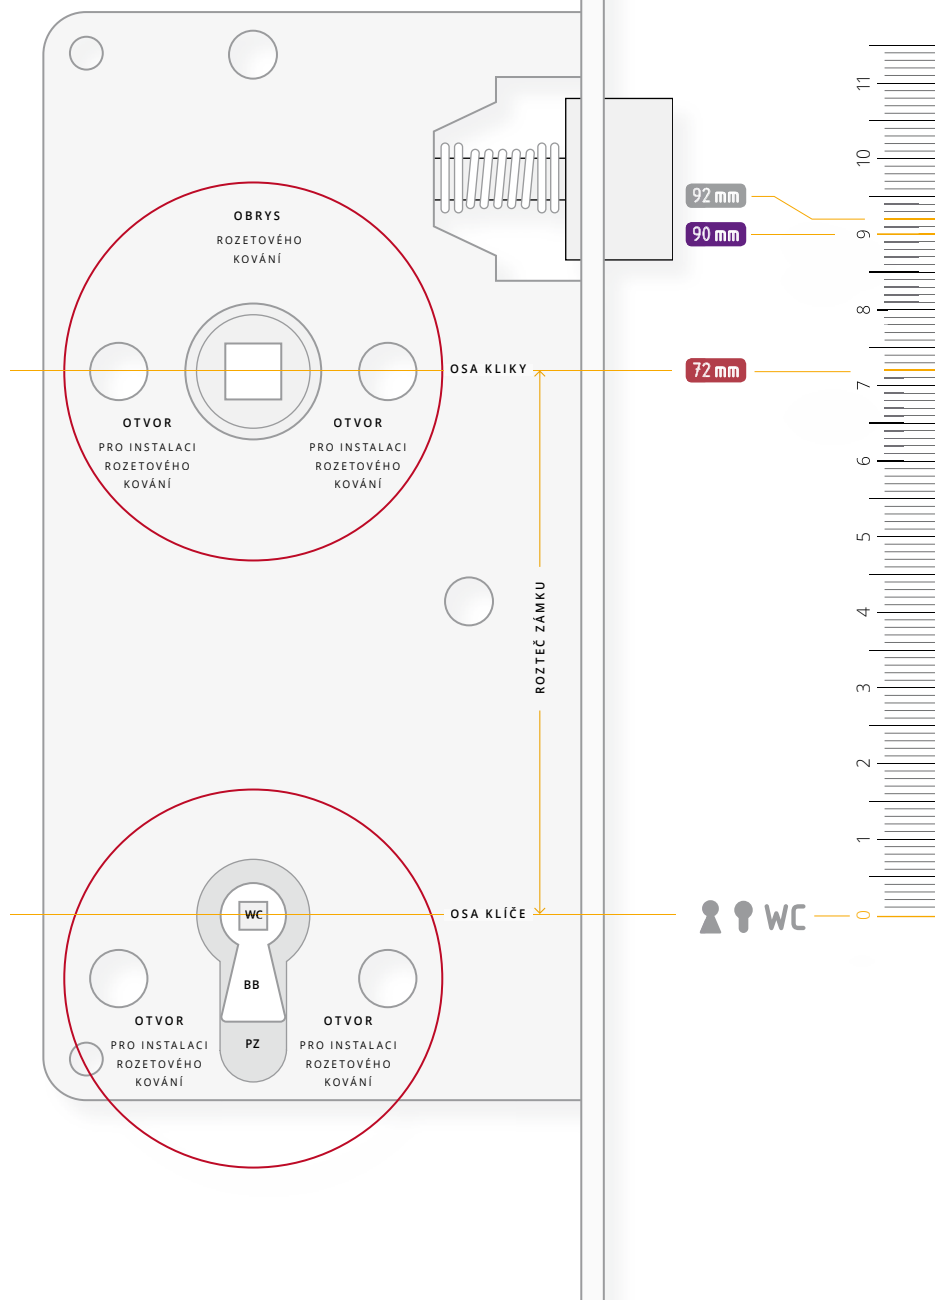 OBRYS
ROZETOVÉHO
KOVÁNÍ
92 mm
90 mm
OSA KLIKY
72 mm
OTVOR
PRO INSTALACI
ROZETOVÉHO
KOVÁNÍ
OTVOR
PRO INSTALACI
ROZETOVÉHO
KOVÁNÍ
ROZTEČ ZÁMKU
WC
OSA KLÍČE
WC
BB
PZ
OTVOR
PRO INSTALACI
ROZETOVÉHO
KOVÁNÍ
OTVOR
PRO INSTALACI
ROZETOVÉHO
KOVÁNÍ
11
10
9
8
7
6
5
4
3
2
1
0